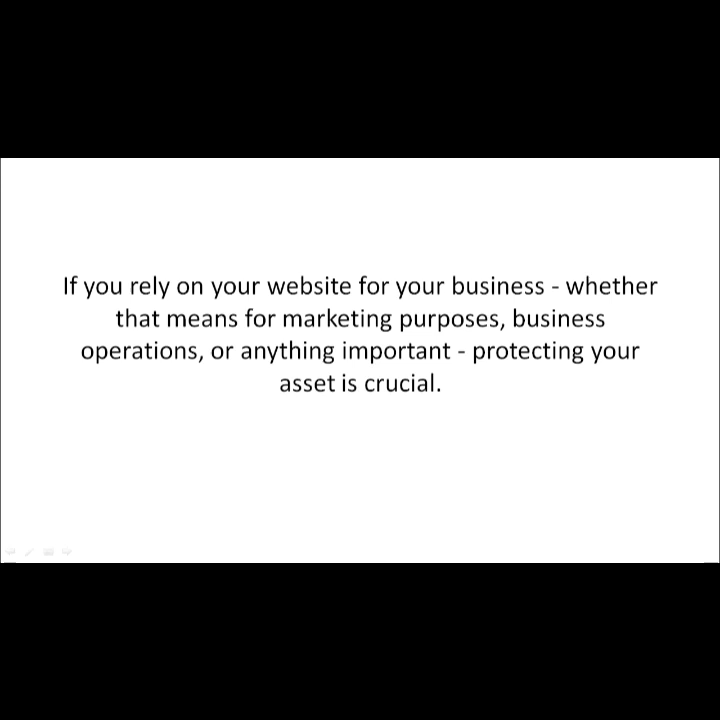 If you rely on your website for your business - whether
that means for marketing purposes, business
operations, or anything important - protecting your
asset is crucial.